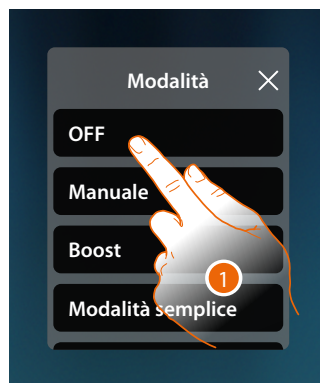 Modalità
OFF
Manuale
Boost
1
Modalità semplice